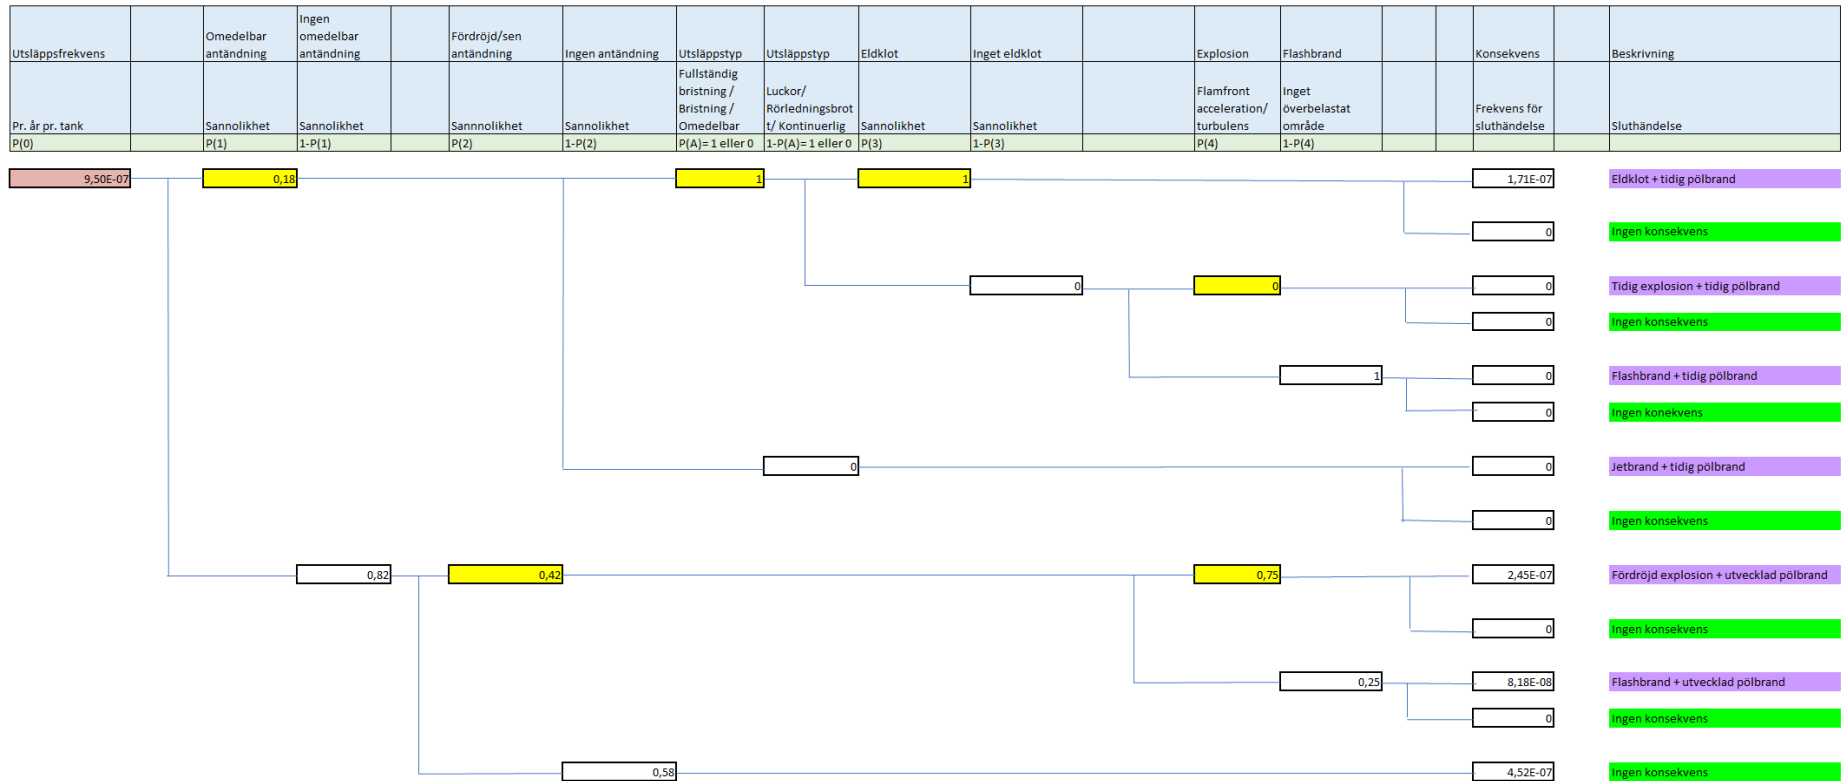 Utsläppsfrekvens
Omedelbar
antändning
Ingen
omedelbar
antändning
Fördröjd/sen
antändning
Ingen antändning
Utsläppstyp
Utsläppstyp
Eldklot
Inget eldklot
Explosion
Flashbrand
Konsekvens
Beskrivning
Pr. år pr. tank
Sannolikhet
Sannolikhet
Sannnolikhet
Sannolikhet
Fullständig
bristning /
Bristning /
Omedelbar
Luckor/
Rörledningsbrot
t/ Kontinuerlig
Sannolikhet
Sannolikhet
Flamfront
acceleration/
turbulens
Inget
överbelastat
område
Frekvens för
sluthändelse
Sluthändelse
P(0)
P(1)
1-P(1)
P(2)
1-P(2)
P(A)= 1 eller 0
1-P(A)= 1 eller 0
P(3)
1-P(3)
P(4)
1-P(4)
9,50E-07
0,18
1
1
1,71E-07
Eldklot + tidig pölbrand
0
Ingen konsekvens
0
0
0
Tidig explosion + tidig pölbrand
0
Ingen konsekvens
1
0
Flashbrand + tidig pölbrand
0
Ingen konekvens
0
0
Jetbrand + tidig pölbrand
0
Ingen konsekvens
0,82
0,42
0,75
2,45E-07
Fördröjd explosion + utvecklad pölbrand
0
Ingen konsekvens
0,25
8,18E-08
Flashbrand + utvecklad pölbrand
0
Ingen konsekvens
0,58
4,52E-07
Ingen konsekvens